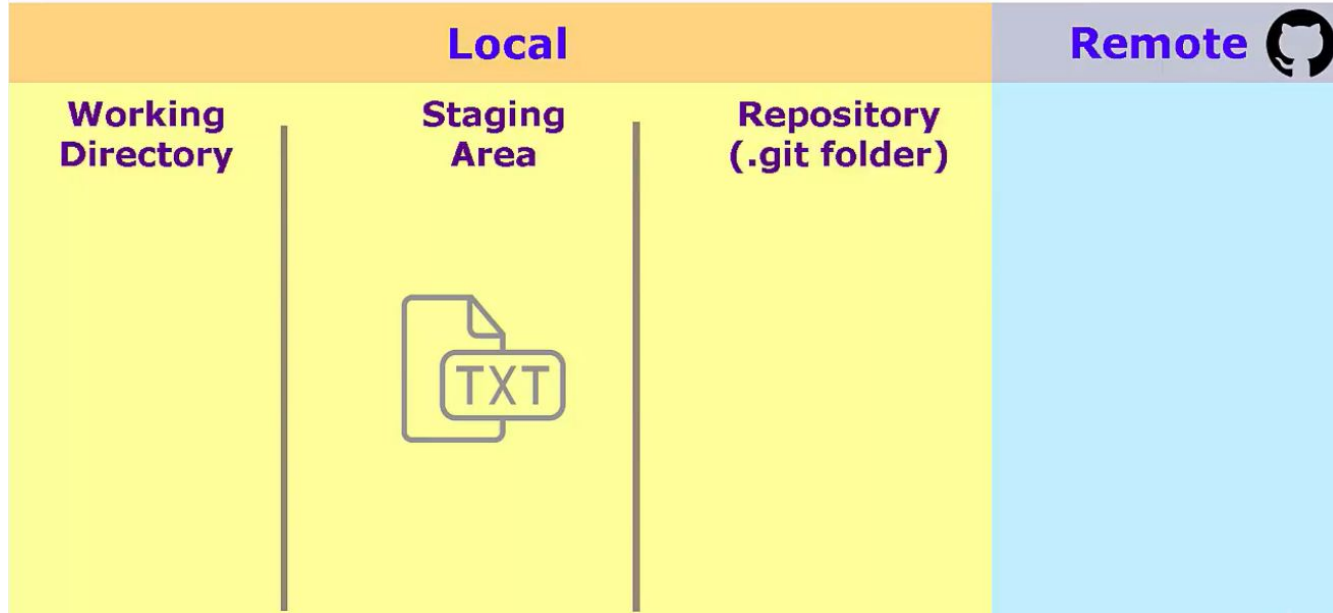 Local
Remote
Working
Directory
Staging
Area
Repository
(.git folder)
TXT